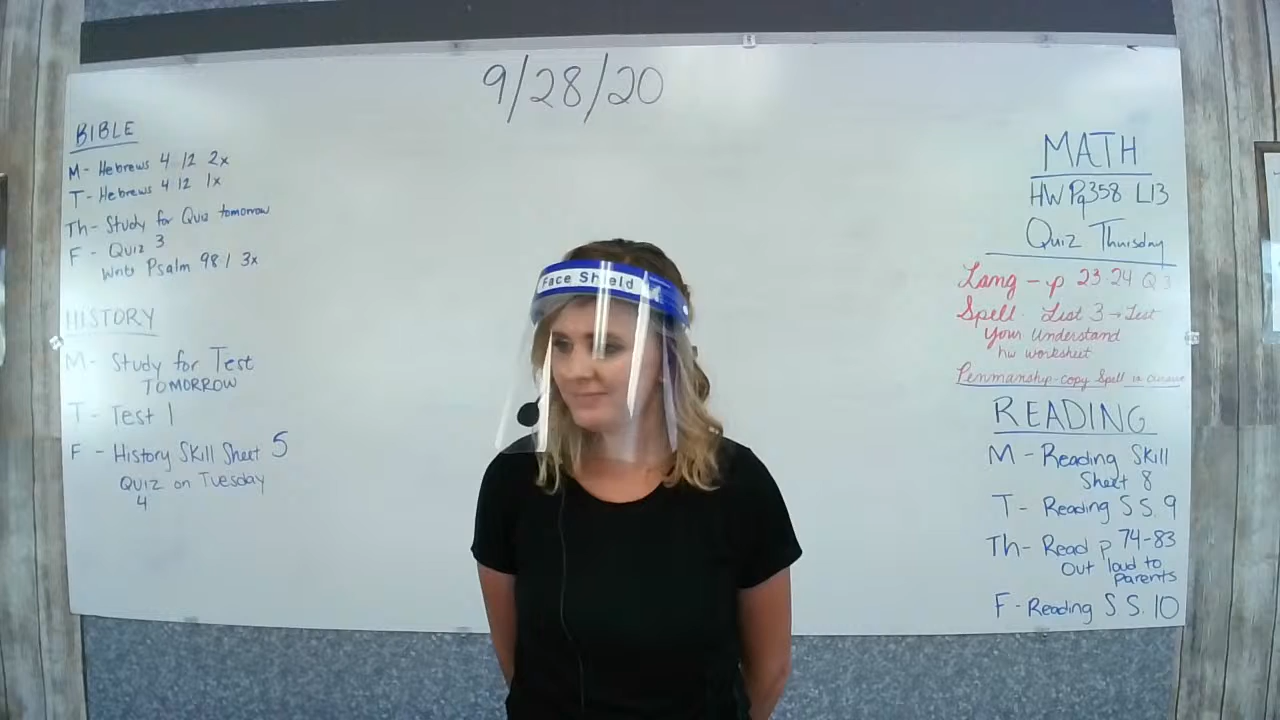 9/28/20
BIBLE
M- Hebrews 4 12 2x
T- Hebrews 4 12 1x
Th- Study for Quiz tomorrow
F - Quiz 3
Write Psalm 98 1 3x
HISTORY
M- Study for Test
TOMORROW
T - Test 1
F - History Skill Sheet 5
QUIZ on Tuesday
4
Face Shield
MATH
HW Pg358 L13
Quiz Thursday
Lang - p 23-24 Q 3
Spell. List 3 → Test
Your Understand
hw worksheet
Penmanship-copy Spell in cursive
READING
M- Reading Skill
Sheet 8
T- Reading S S. 9
Th- Read p 74-83
Out loud to
parents
F - Reading S S. 10